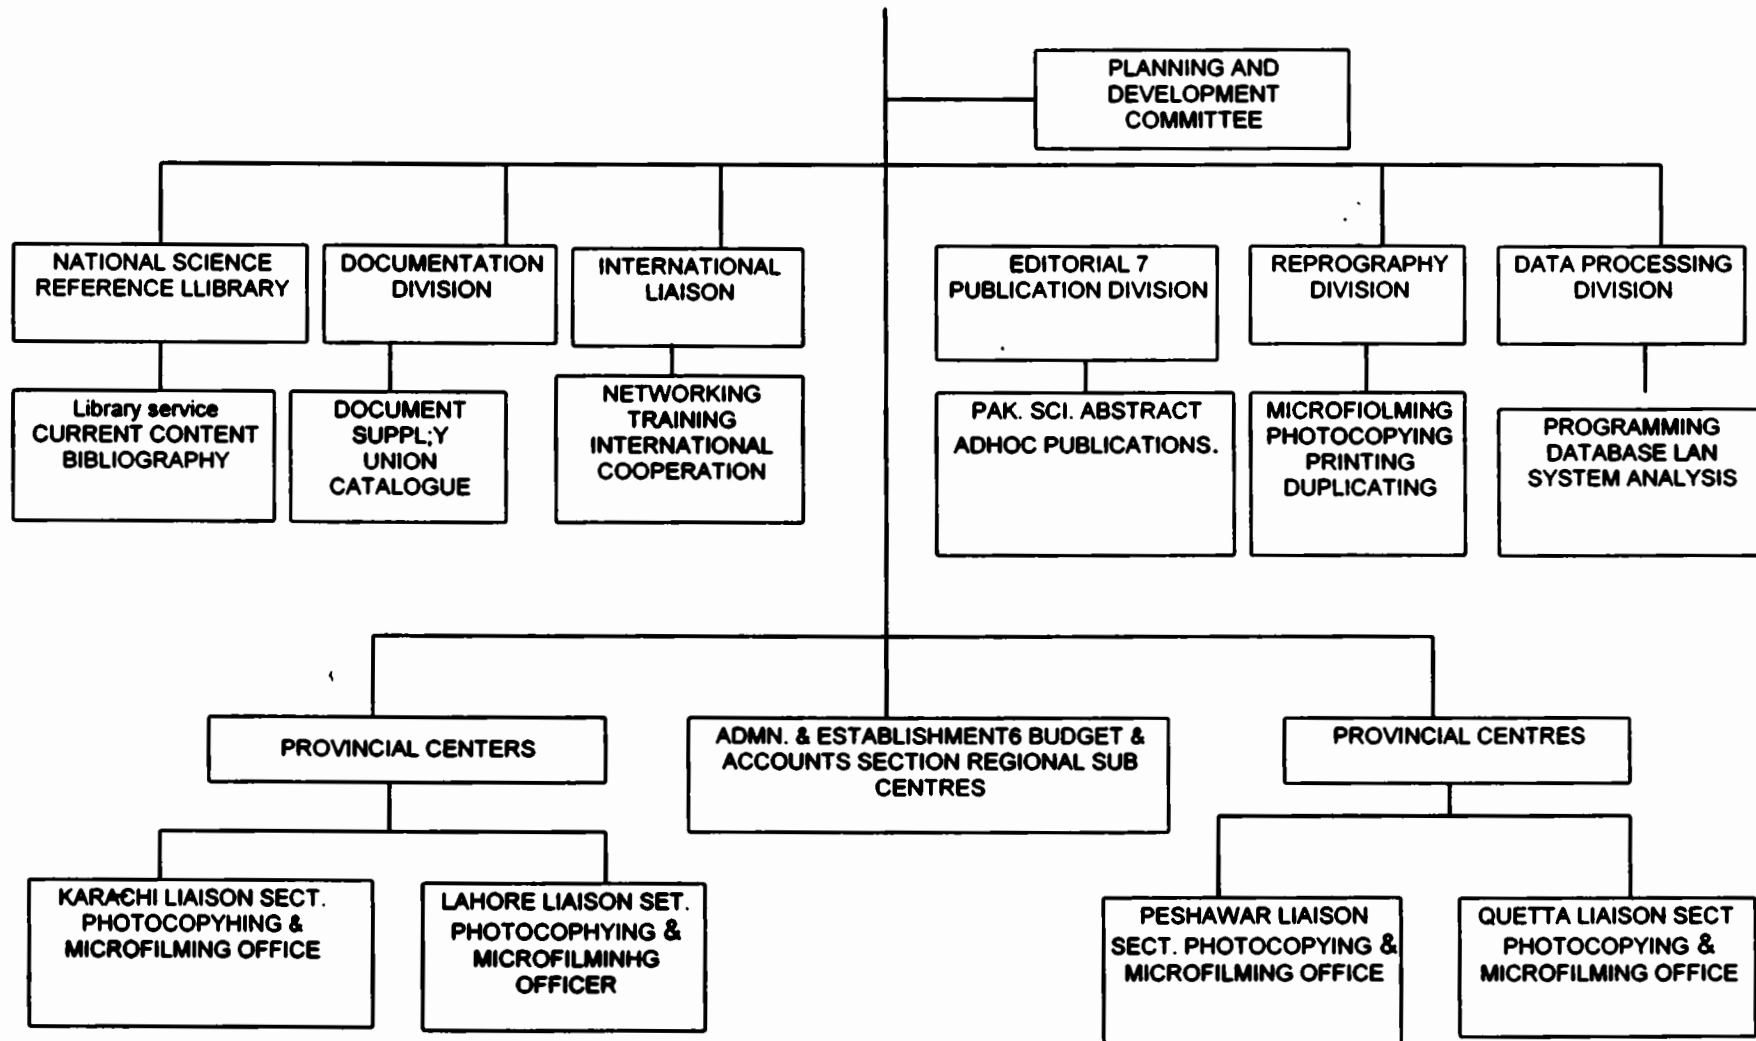 PLANNING AND
DEVELOPMENT
COMMITTEE
NATIONAL SCIENCE
REFERENCE LLIBRARY
DOCUMENTATION
DIVISION
INTERNATIONAL
LIAISON
EDITORIAL 7
PUBLICATION DIVISION
REPROGRAPHY
DIVISION
DATA PROCESSING
DIVISION
Library service
CURRENT CONTENT
BIBLIOGRAPHY
DOCUMENT
SUPPL;Y
UNION
CATALOGUE
NETWORKING
TRAINING
INTERNATIONAL
COOPERATION
PAK. SCI. ABSTRACT
ADHOC PUBLICATIONS.
MICROFIOLMING
PHOTOCOPYING
PRINTING
DUPLICATING
PROGRAMMING
DATABASE LAN
SYSTEM ANALYSIS
PROVINCIAL CENTERS
ADMN. & ESTABLISHMENT6 BUDGET &
ACCOUNTS SECTION REGIONAL SUB
CENTRES
PROVINCIAL CENTRES
KARACHI LIAISON SECT.
PHOTOCOPYHING &
MICROFILMING OFFICE
LAHORE LIAISON SET.
PHOTOCOPHYING &
MICROFILMINHG
OFFICER
PESHAWAR LIAISON
SECT. PHOTOCOPYING &
MICROFILMING OFFICE
QUETTA LIAISON SECT
PHOTOCOPYING &
MICROFILMING OFFICE